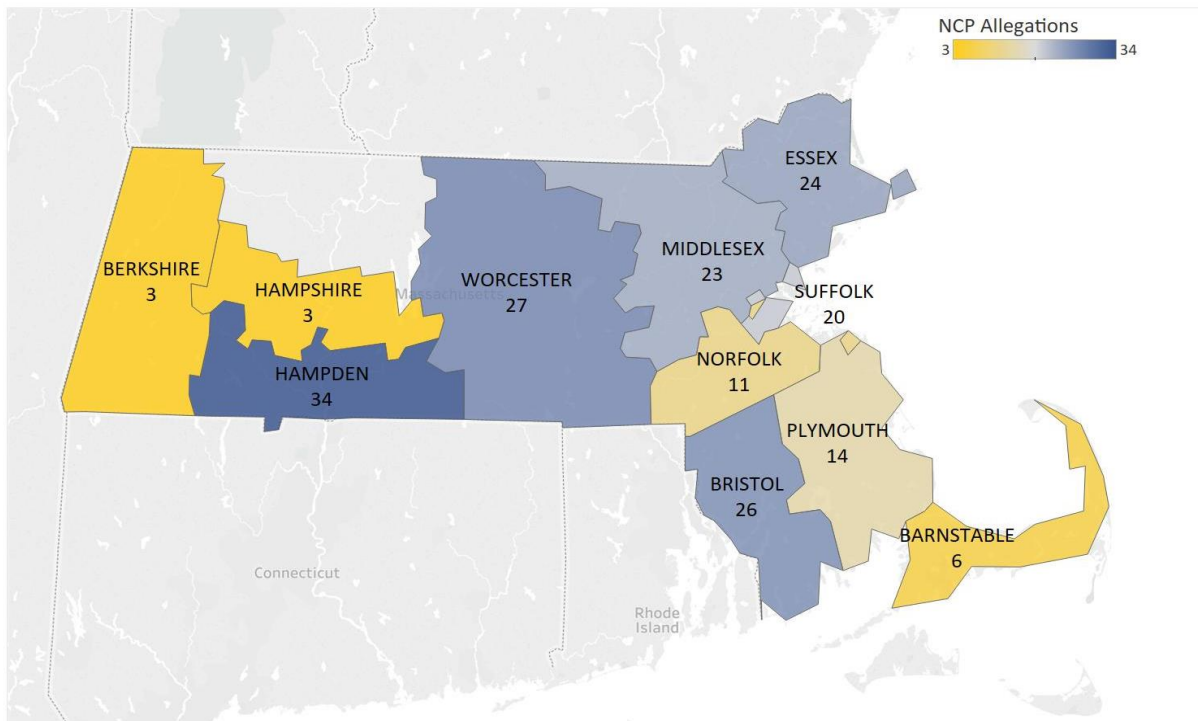 NCP Allegations
3
34
ESSEX
24
MIDDLESEX
23
BERKSHIRE
3
HAMPSHIRE
3
Massachusetts
WORCESTER
27
SUFFOLK
20
NORFOLK
11
HAMPDEN
34
PLYMOUTH
14
BRISTOL
26
BARNSTABLE
6
Connecticut
Rhode
Island